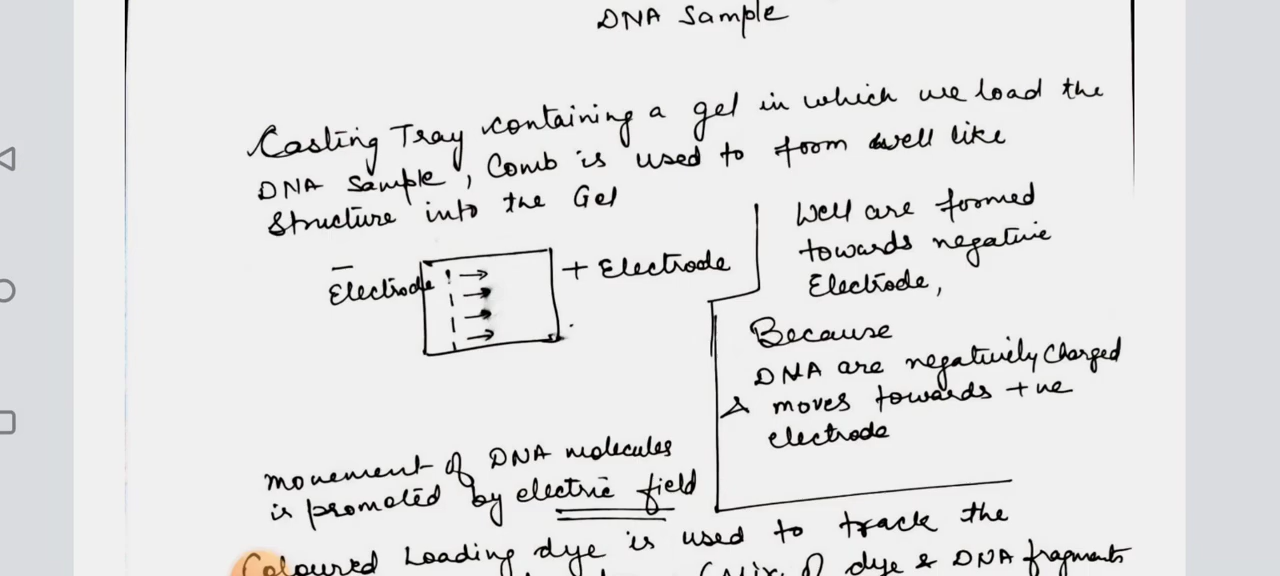 DNA Sample
Casting Tray containing a gel in which we load the
DNA Sample, Comb is used to form well like
Structure into the Gel
Well are formed
towards negative
Electrode,
Because
DNA are negatively Charged
& moves towards +ve
electrode
–
Electrode
+ Electrode
movement of DNA molecules
is promoted by electric field
Coloured Loading dye is used to track the
dye & DNA fragments